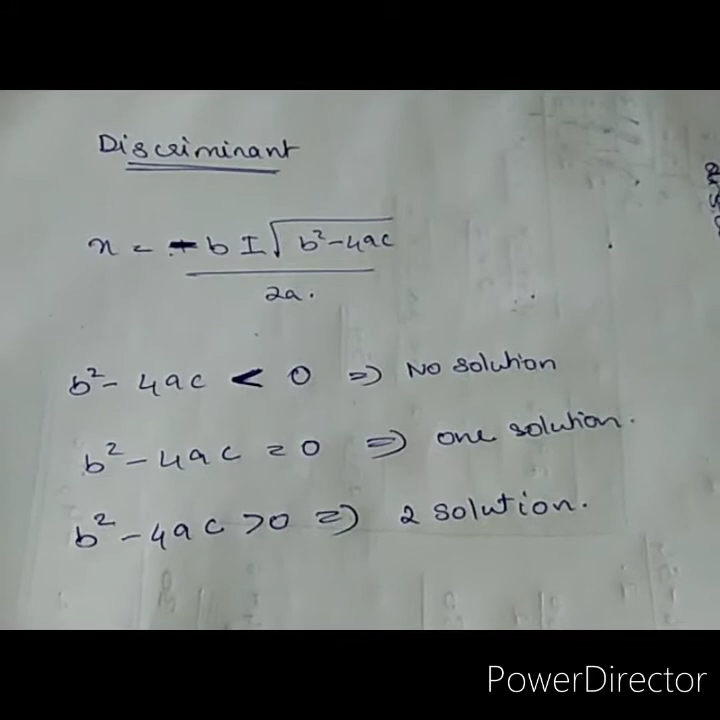 Discriminant
x = -b ± √b²-4ac
2a.
b²- 4ac < 0 => No solution
b²-4ac = 0 => one solution.
b²-4ac >0 => 2 solution.
PowerDirector